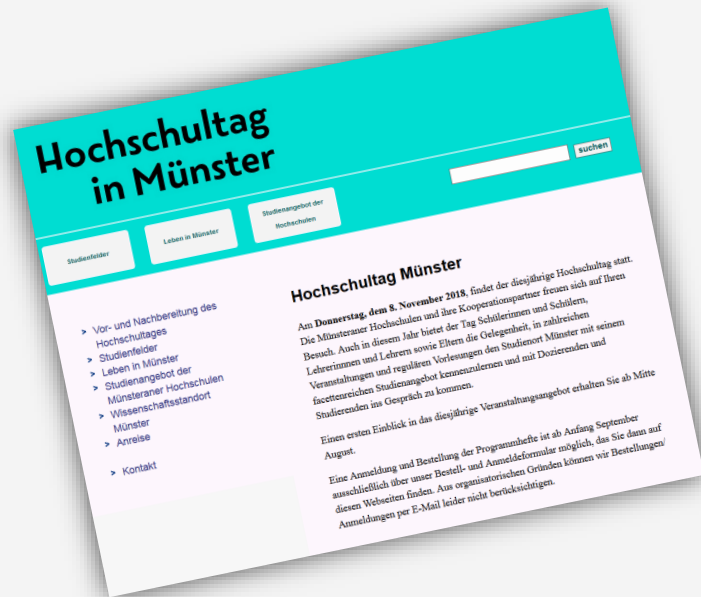 Hochschultag
in Münster
suchen
Studienfelder
Leben in Münster
Studienangebot der
Hochschulen
> Vor- und Nachbereitung des
Hochschultages
> Studienfelder
> Leben in Münster
> Studienangebot der
Münsteraner Hochschulen
> Wissenschaftsstandort
Münster
> Anreise
> Kontakt
Hochschultag Münster
Am Donnerstag, dem 8. November 2018, findet der diesjährige Hochschultag statt.
Die Münsteraner Hochschulen und ihre Kooperationspartner freuen sich auf Ihren
Besuch. Auch in diesem Jahr bietet der Tag Schülerinnen und Schülern,
Lehrerinnen und Lehrern sowie Eltern die Gelegenheit, in zahlreichen
Veranstaltungen und regulären Vorlesungen den Studienort Münster mit seinem
facettenreichen Studienangebot kennenzulernen und mit Dozierenden und
Studierenden ins Gespräch zu kommen.
Einen ersten Einblick in das diesjährige Veranstaltungsangebot erhalten Sie ab Mitte
August.
Eine Anmeldung und Bestellung der Programmhefte ist ab Anfang September
ausschließlich über unser Bestell- und Anmeldeformular möglich, das Sie dann auf
diesen Webseiten finden. Aus organisatorischen Gründen können wir Bestellungen/
Anmeldungen per E-Mail leider nicht berücksichtigen.